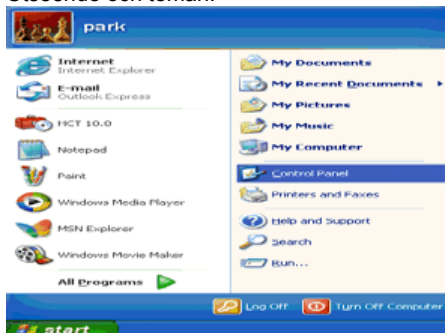 park
Internet
Internet Explorer
E-mail
Outlook Express
HCT 10.0
Notepad
Paint
Windows Media Player
MSN Explorer
Windows Movie Maker
All Programs
My Documents
My Recent Documents
My Pictures
My Music
My Computer
Control Panel
Printers and Faxes
Help and Support
Search
Run...
Log Off
Turn Off Computer
start